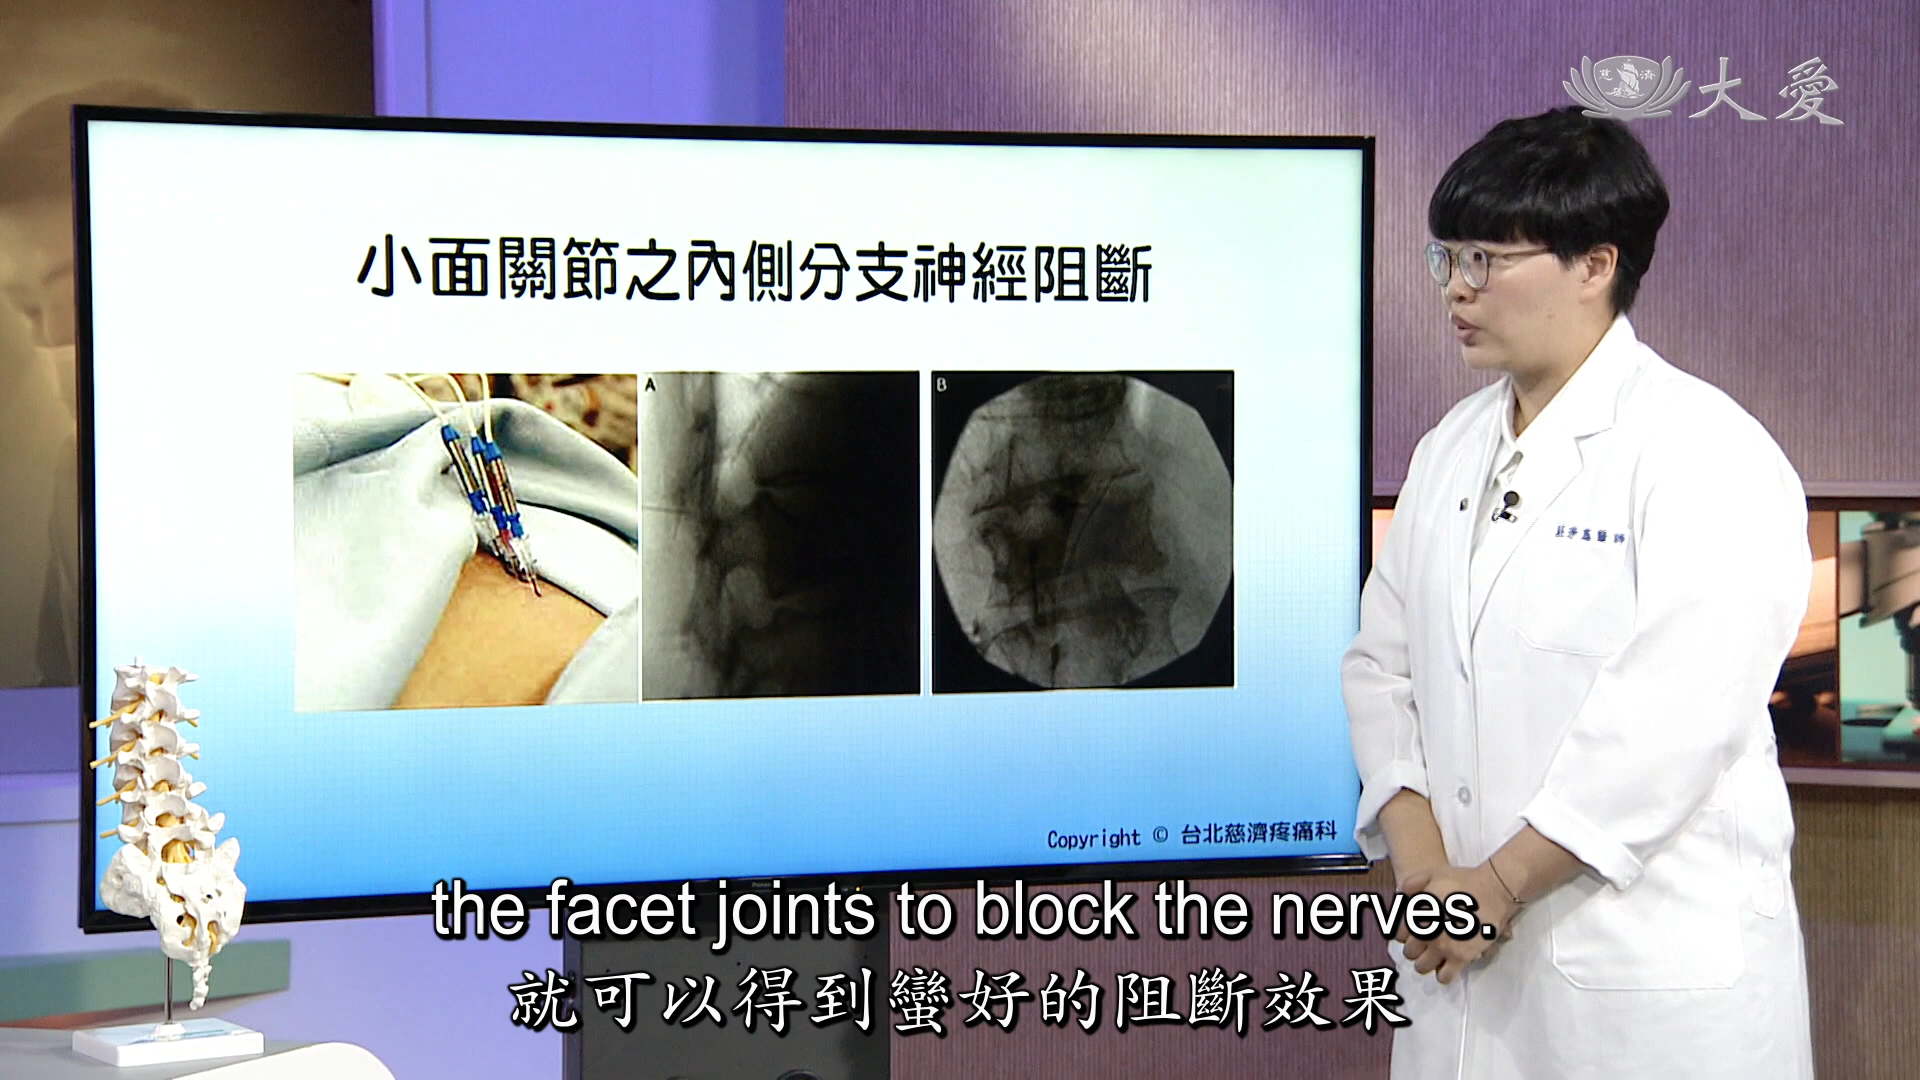 慈濟
大愛
小面關節之內側分支神經阻斷
A
B
Copyright © 台北慈濟疼痛科
the facet joints to block the nerves.
就可以得到蠻好的阻斷效果